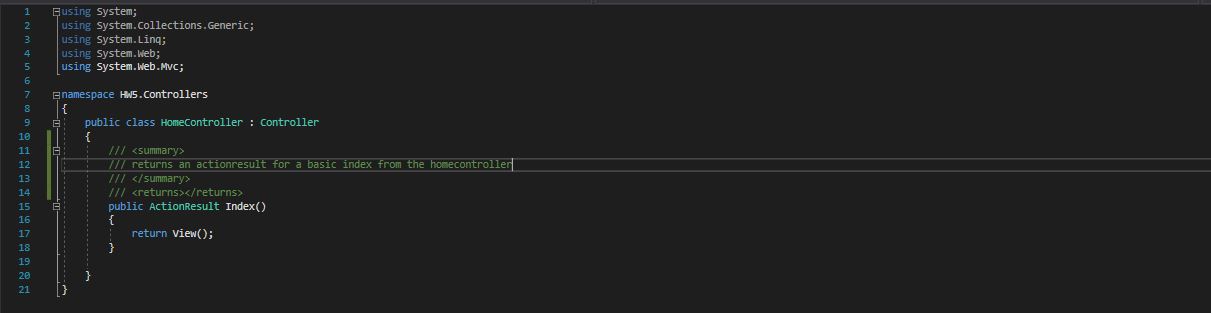 1 using System;
2 using System.Collections.Generic;
3 using System.Linq;
4 using System.Web;
5 using System.Web.Mvc;
6
7 namespace HW5.Controllers
8 {
9 public class HomeController : Controller
10 {
11 /// <summary>
12 /// returns an actionresult for a basic index from the homecontroller
13 /// </summary>
14 /// <returns></returns>
15 public ActionResult Index()
16 {
17 return View();
18 }
19
20 }
21 }